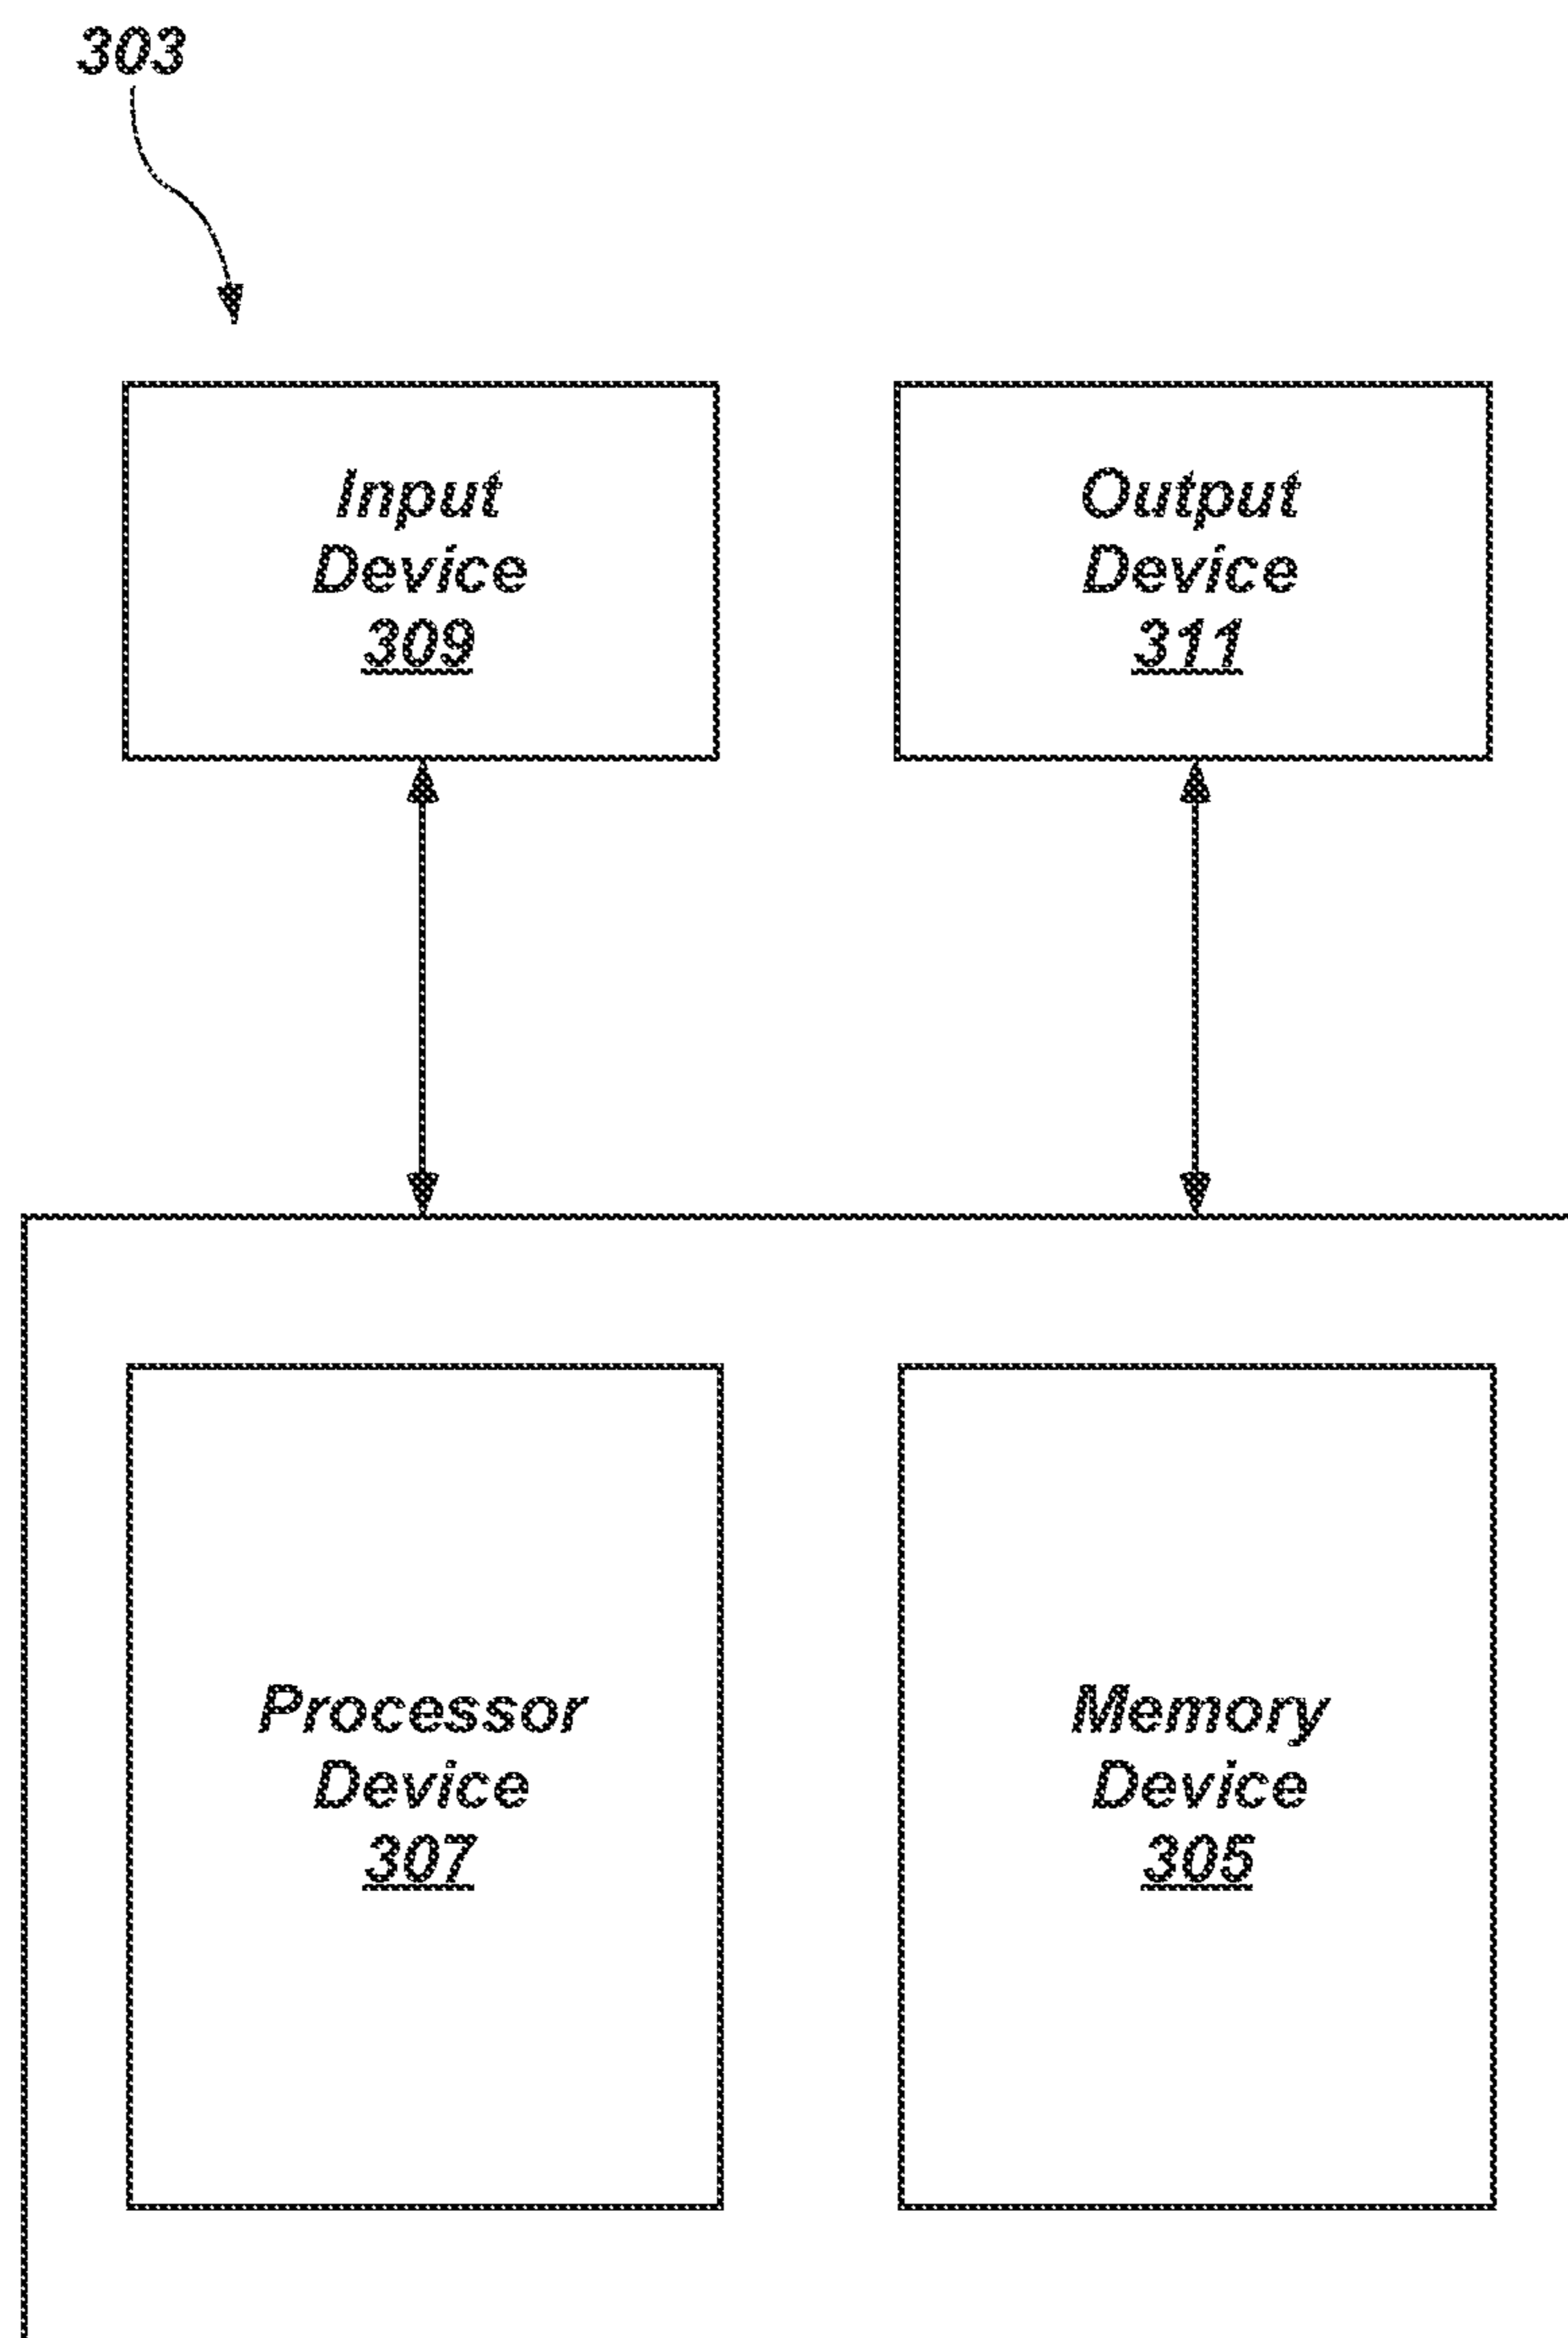 303
Input
Device
309
Output
Device
311
Processor
Device
307
Memory
Device
305